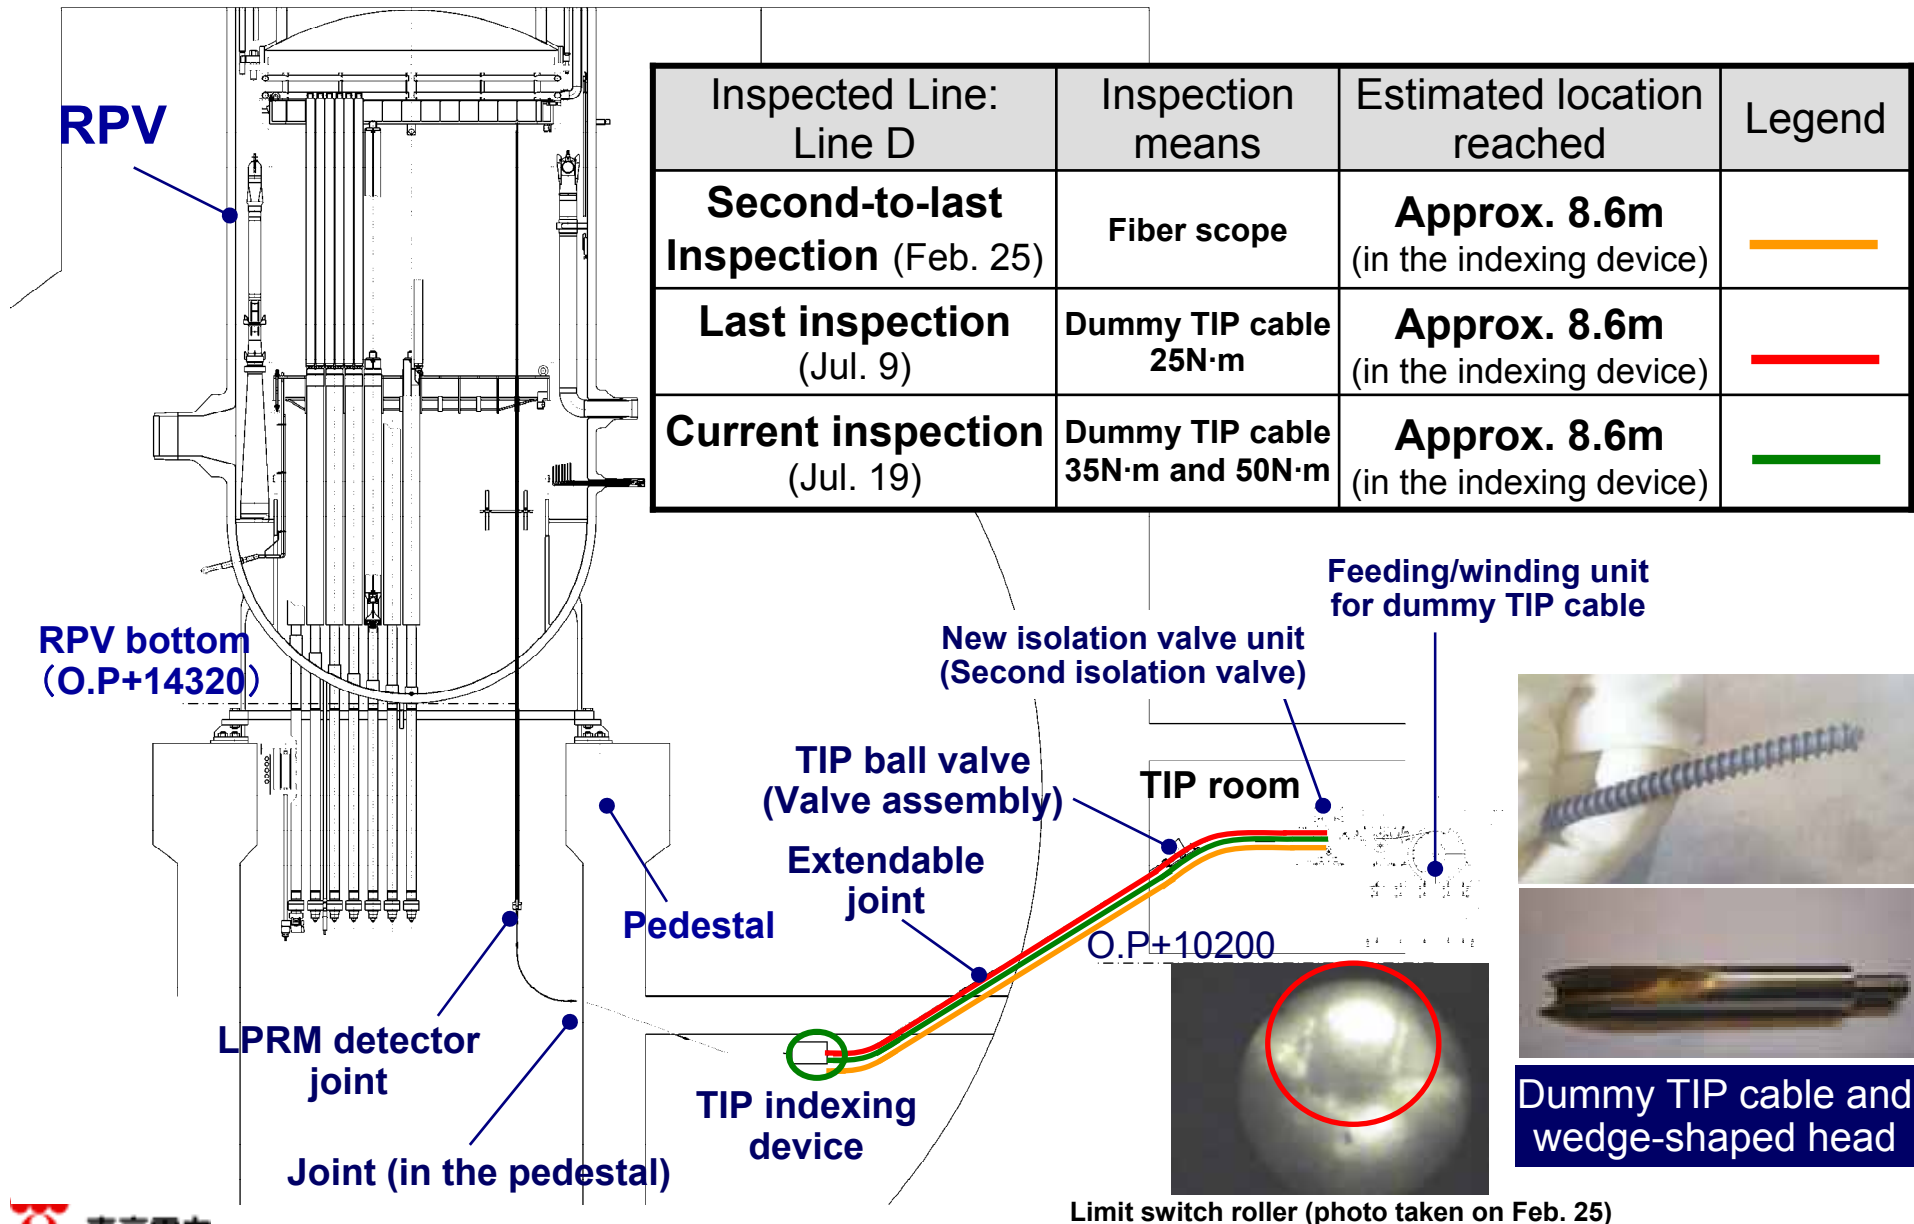 RPV
Inspected Line:
Line D
Inspection
means
Estimated location
reached
Legend
Second-to-last
Inspection (Feb. 25)
Fiber scope
Approx. 8.6m
(in the indexing device)
Last inspection
(Jul. 9)
Dummy TIP cable
25N·m
Approx. 8.6m
(in the indexing device)
Current inspection
(Jul. 19)
Dummy TIP cable
35N·m and 50N·m
Approx. 8.6m
(in the indexing device)
Feeding/winding unit
for dummy TIP cable
New isolation valve unit
(Second isolation valve)
RPV bottom
（O.P+14320）
TIP ball valve
(Valve assembly)
TIP room
Extendable
joint
Pedestal
O.P+10200
LPRM detector
joint
TIP indexing
device
Joint (in the pedestal)
Dummy TIP cable and
wedge-shaped head
Limit switch roller (photo taken on Feb. 25)